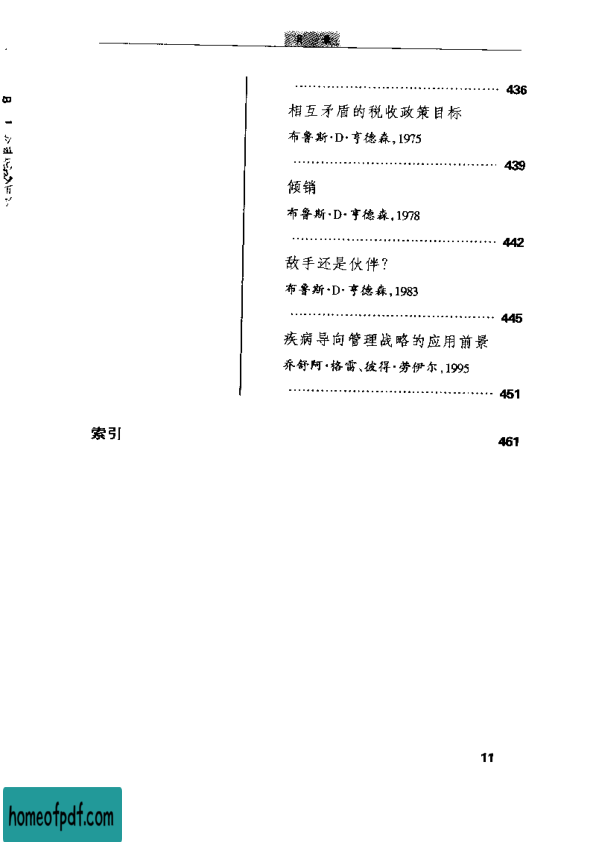 目 录
436
相互矛盾的税收政策目标
布鲁斯·D·亨德森,1975
439
倾销
布鲁斯·D·亨德森,1978
442
敌手还是伙伴?
布鲁斯·D·亨德森,1983
445
疾病导向管理战略的应用前景
乔舒阿·格雷、彼得·劳伊尔,1995
451
索引
461
11
homeofpdf.com